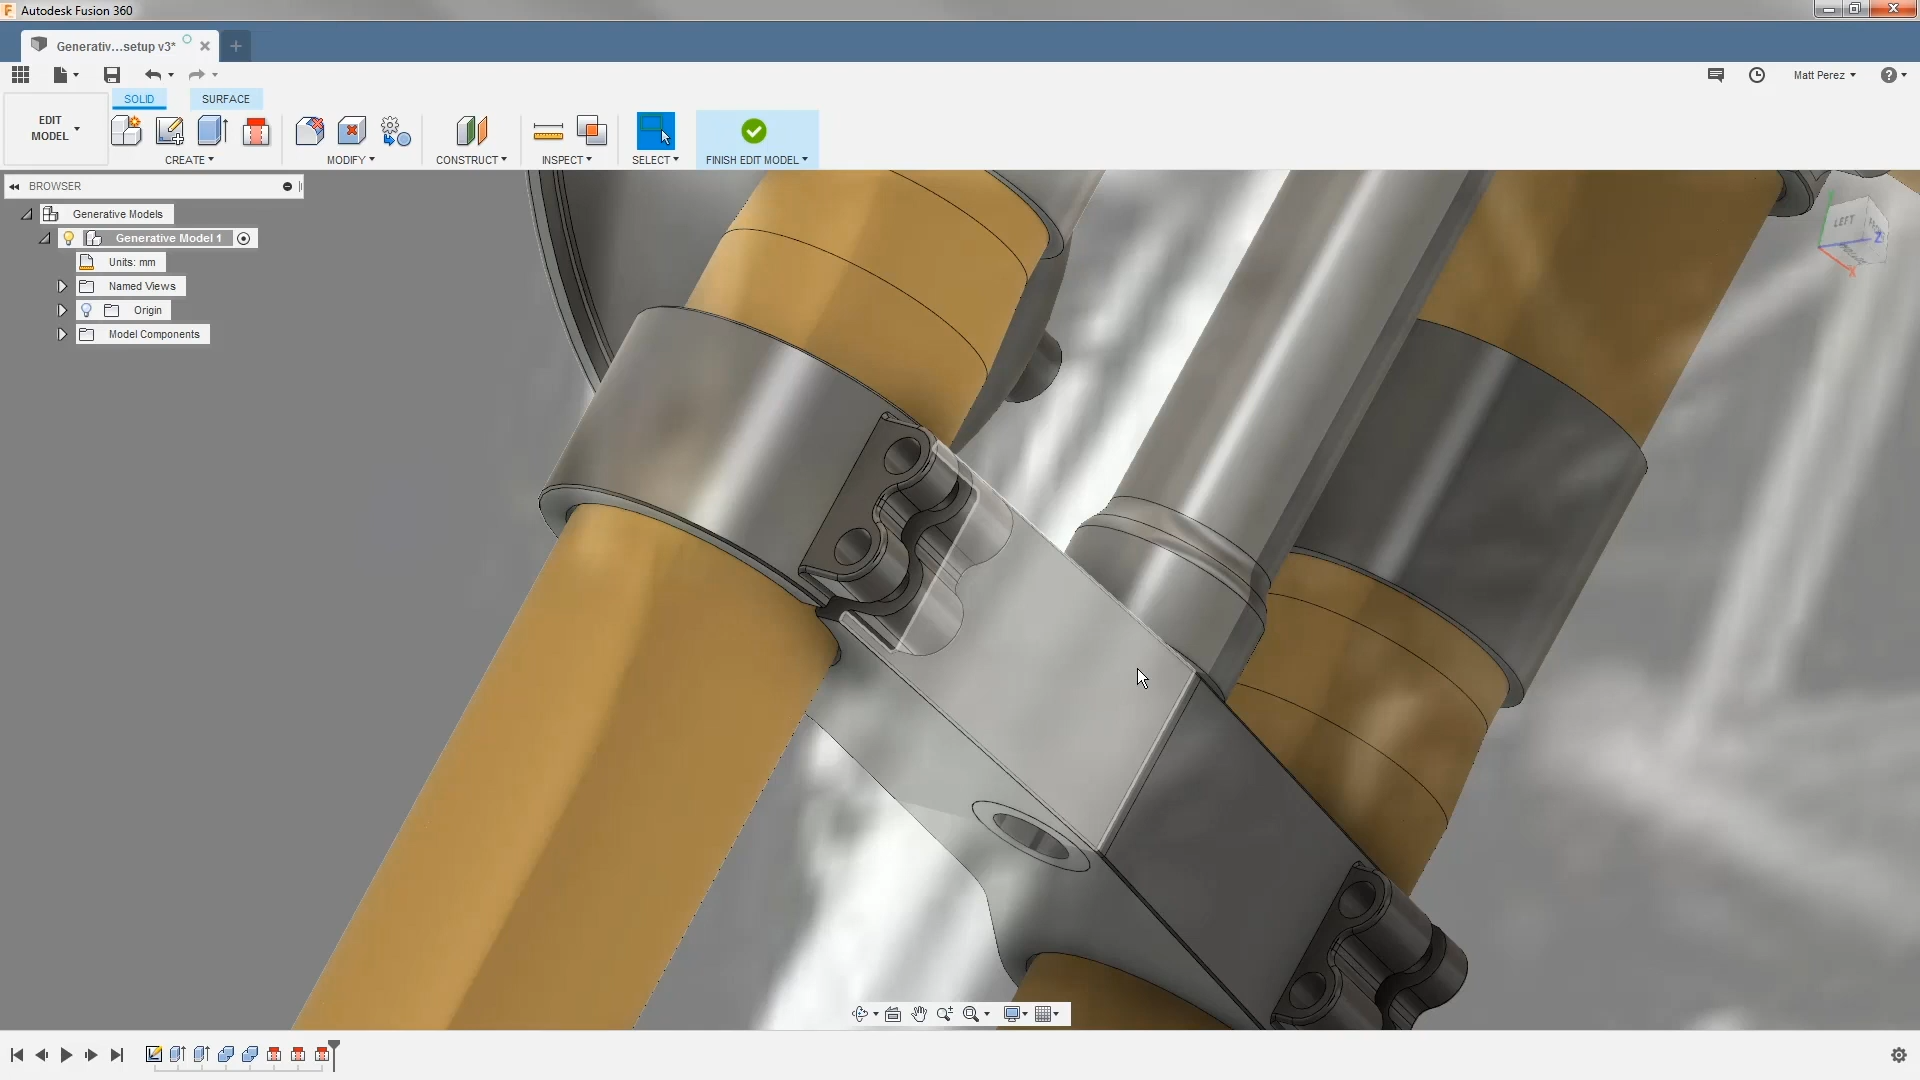 Autodesk Fusion 360
Generativ...setup v3*
Matt Perez
SOLID
SURFACE
EDIT
MODEL
CREATE
MODIFY
CONSTRUCT
INSPECT
SELECT
FINISH EDIT MODEL
BROWSER
Generative Models
Generative Model 1
Units: mm
Named Views
Origin
Model Components
LEFT
Z
X